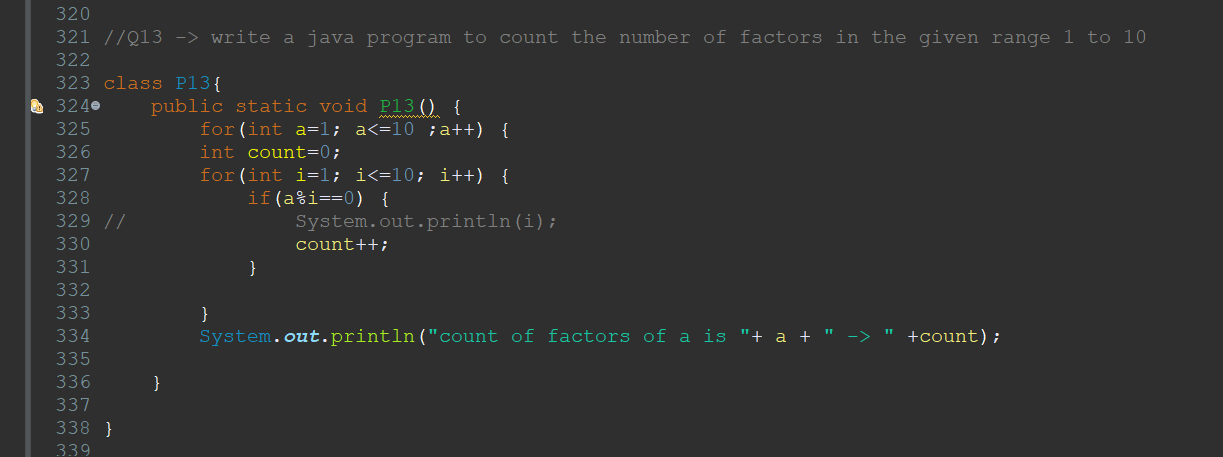 320
321 //Q13 -> write a java program to count the number of factors in the given range 1 to 10
322
323 class P13{
324 public static void P13() {
325 for(int a=1; a<=10 ;a++) {
326 int count=0;
327 for(int i=1; i<=10; i++) {
328 if(a%i==0) {
329 // System.out.println(i);
330 count++;
331 }
332
333 }
334 System.out.println("count of factors of a is "+ a + " -> " +count);
335
336 }
337
338 }
339